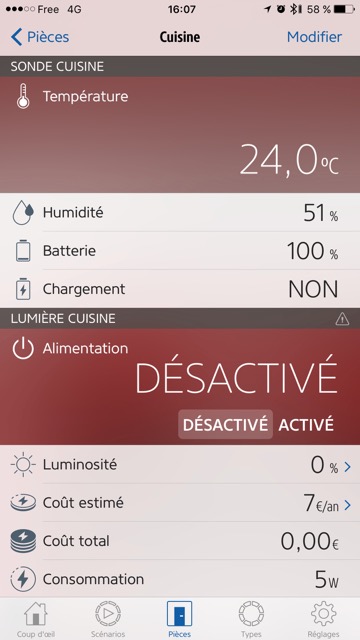 Free 4G 16:07 58 %
Pièces Cuisine Modifier
SONDE CUISINE
Température
24,0°C
Humidité 51 %
Batterie 100 %
Chargement NON
LUMIÈRE CUISINE
Alimentation
DÉSACTIVÉ
DÉSACTIVÉ ACTIVÉ
Luminosité 0 %
Coût estimé 7 €/an
Coût total 0,00 €
Consommation 5 W
Coup d'œil Scénarios Pièces Types Réglages